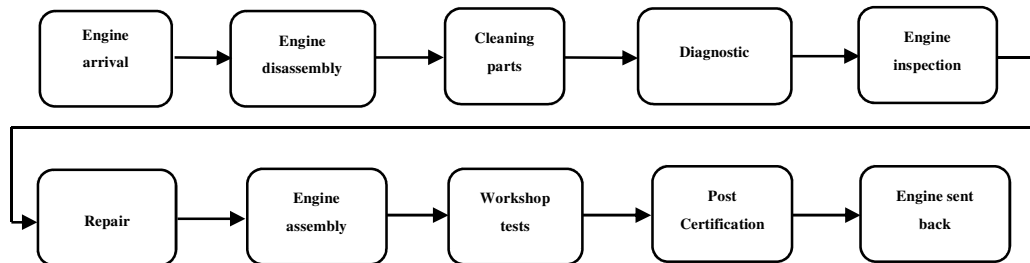 Engine
arrival
Engine
disassembly
Cleaning
parts
Diagnostic
Engine
inspection
Repair
Engine
assembly
Workshop
tests
Post
Certification
Engine sent
back